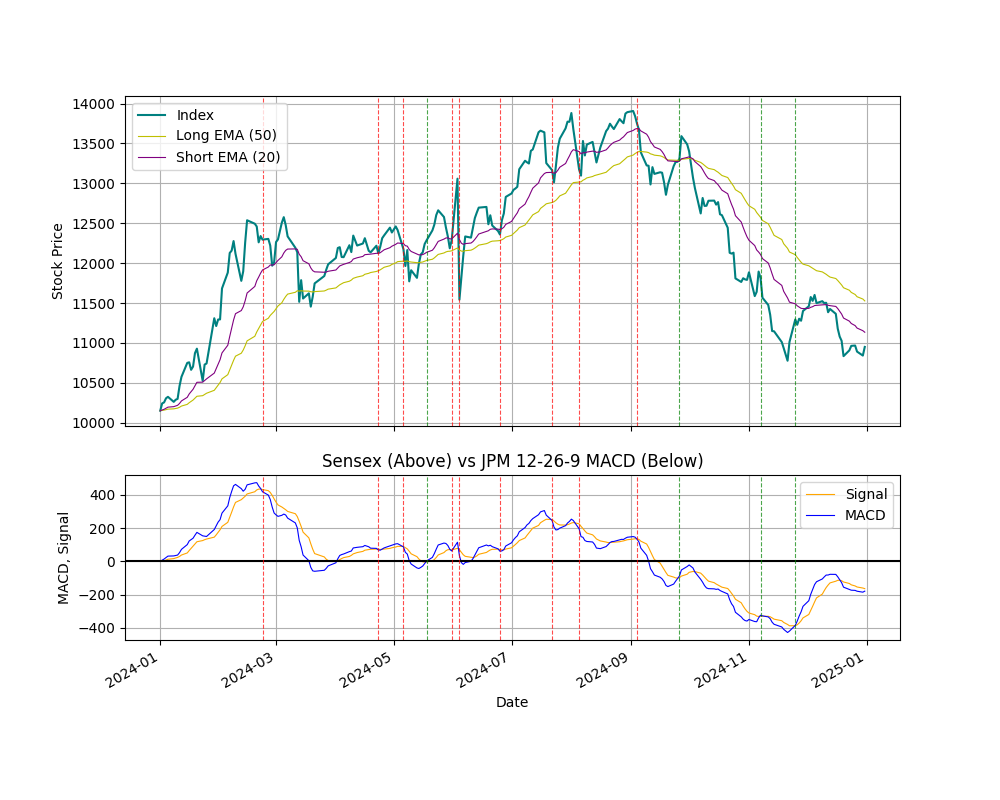 14000
13500
13000
12500
12000
11500
11000
10500
10000
Stock Price
Index
Long EMA (50)
Short EMA (20)
Sensex (Above) vs JPM 12-26-9 MACD (Below)
400
200
0
−200
−400
MACD, Signal
Signal
MACD
2024-01
2024-03
2024-05
2024-07
2024-09
2024-11
2025-01
Date